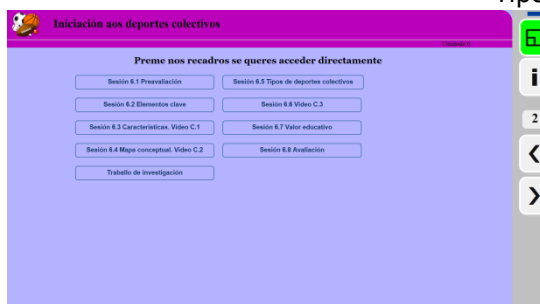 Tipo
Iniciación aos deportes colectivos
Unidade 6
Preme nos recadros se queres acceder directamente
Sesión 6.1 Preavaliación
Sesión 6.5 Tipos de deportes colectivos
Sesión 6.2 Elementos clave
Sesión 6.6 Video C.3
Sesión 6.3 Características. Video C.1
Sesión 6.7 Valor educativo
Sesión 6.4 Mapa conceptual. Video C.2
Sesión 6.8 Avaliación
Traballo de investigación
i
2